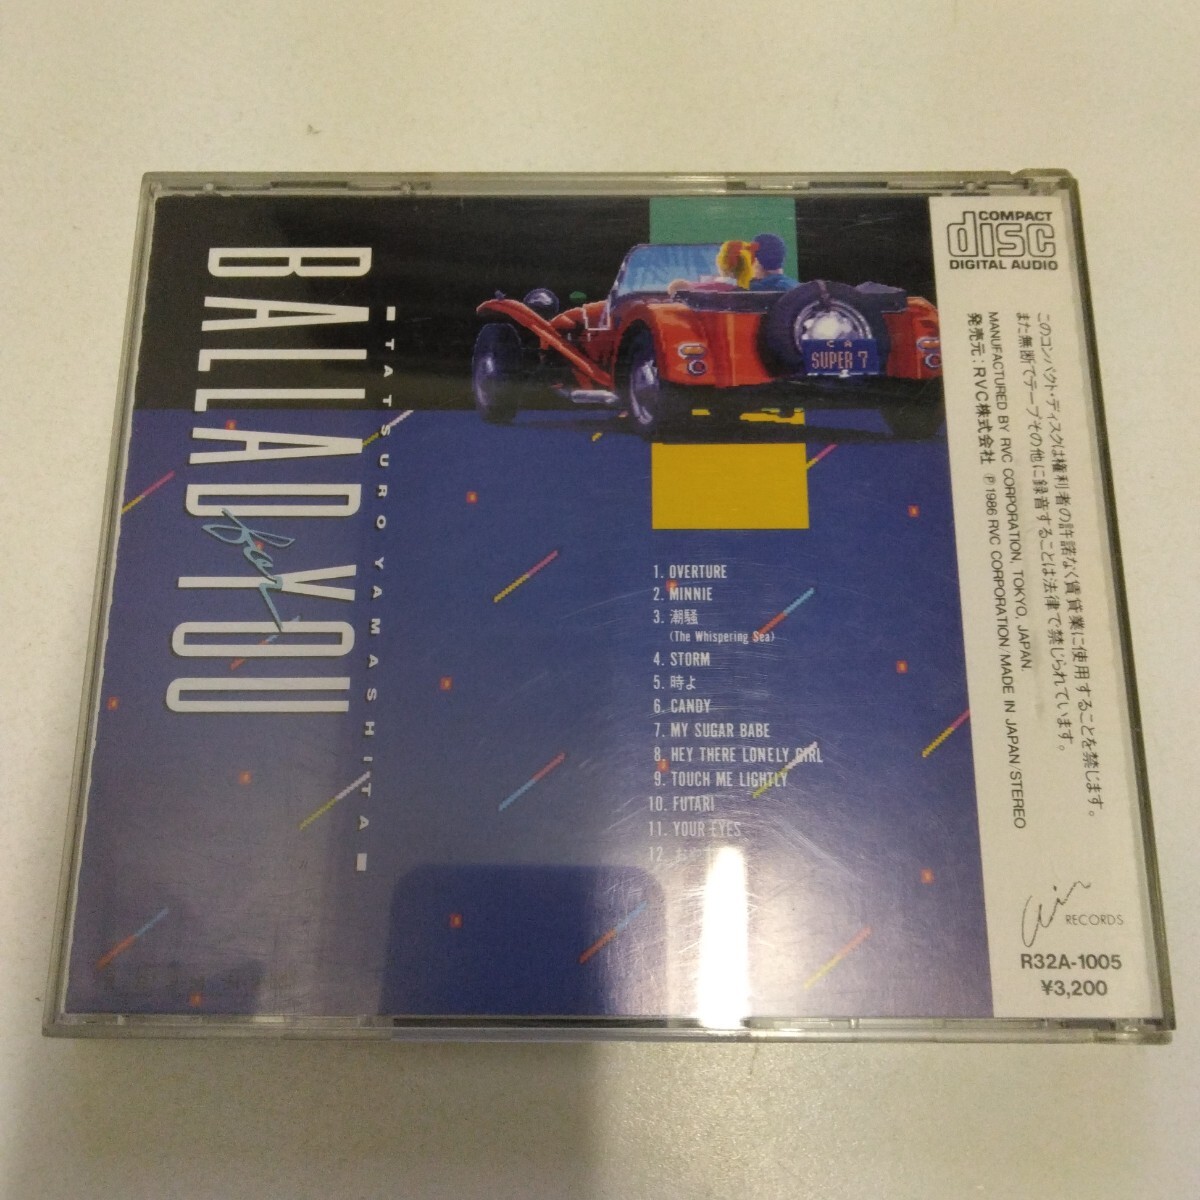 BALLAD for YOU
TATSURO YAMASHITA
CA
SUPER 7
1. OVERTURE
2. MINNIE
3. 潮騒
(The Whispering Sea)
4. STORM
5. 時よ
6. CANDY
7. MY SUGAR BABE
8. HEY THERE LONELY GIRL
9. TOUCH ME LIGHTLY
10. FUTARI
11. YOUR EYES
12.
COMPACT
disc
DIGITAL AUDIO
このコンパクト・ディスクは権利者の許諾なく賃貸業に使用することを禁じます。
また無断でテープその他に録音することは法律で禁じられています。
MANUFACTURED BY RVC CORPORATION, TOKYO, JAPAN.
発売元：RVC株式会社 ℗1986 RVC CORPORATION/MADE IN JAPAN/STEREO
Air RECORDS
R32A-1005
¥3,200